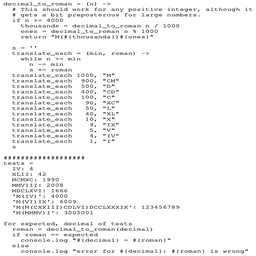 decimal_to_roman = (n) ->
  # This should work for any positive integer, although it
  # gets a bit preposterous for large numbers.
  if n >= 4000
    thousands = decimal_to_roman n / 1000
    ones = decimal_to_roman n % 1000
    return "M(#{thousands})#{ones}"

  s = ''
  translate_each = (min, roman) ->
    while n >= min
      n -= min
      s += roman
  translate_each 1000, "M"
  translate_each  900, "CM"
  translate_each  500, "D"
  translate_each  400, "CD"
  translate_each  100, "C"
  translate_each   90, "XC"
  translate_each   50, "L"
  translate_each   40, "XL"
  translate_each   10, "X"
  translate_each    9, "IX"
  translate_each    5, "V"
  translate_each    4, "IV"
  translate_each    1, "I"
  s

###################
tests =
  IV: 4
  XLII: 42
  MCMXC: 1990
  MMVIII: 2008
  MDCLXVI: 1666
  'M(IV)': 4000
  'M(VI)IX': 6009
  'M(M(CXXIII)CDLVI)DCCLXXXIX': 123456789
  'M(MMMV)I': 3005001

for expected, decimal of tests
  roman = decimal_to_roman(decimal)
  if roman == expected
    console.log "#{decimal} = #{roman}"
  else
    console.log "error for #{decimal}: #{roman} is wrong"